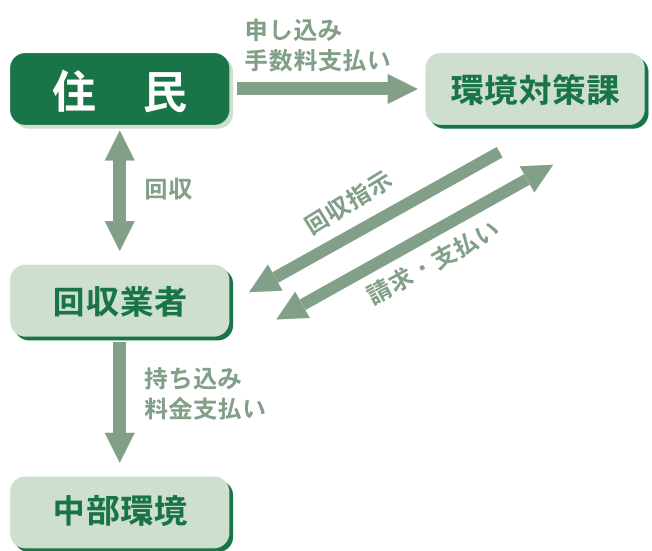 申し込み
手数料支払い
住　民
環境対策課
回収
回収指示
請求・支払い
回収業者
持ち込み
料金支払い
中部環境